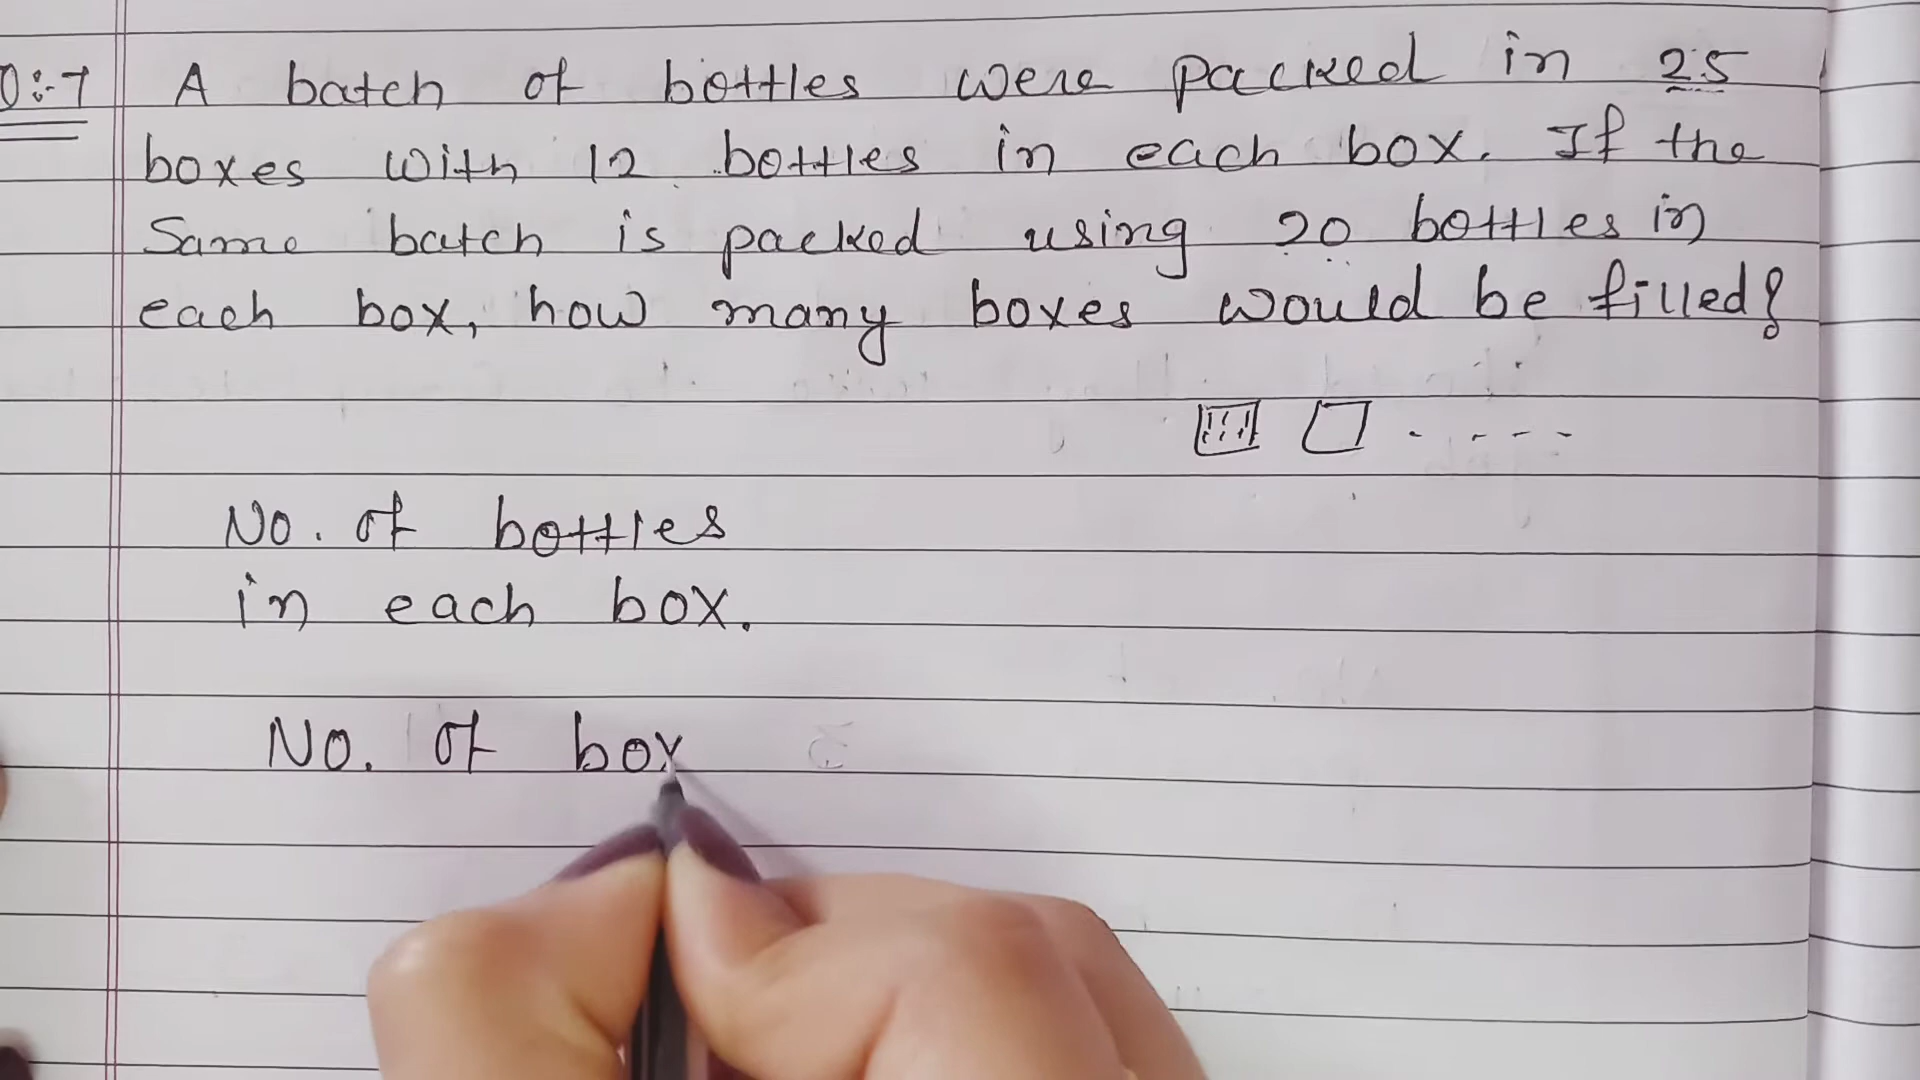 Q:-7 A batch of bottles were packed in 25
boxes with 12 bottles in each box. If the
Same batch is packed using 20 bottles in
each box, how many boxes would be filled?
No. of bottles
in each box.
No. of box